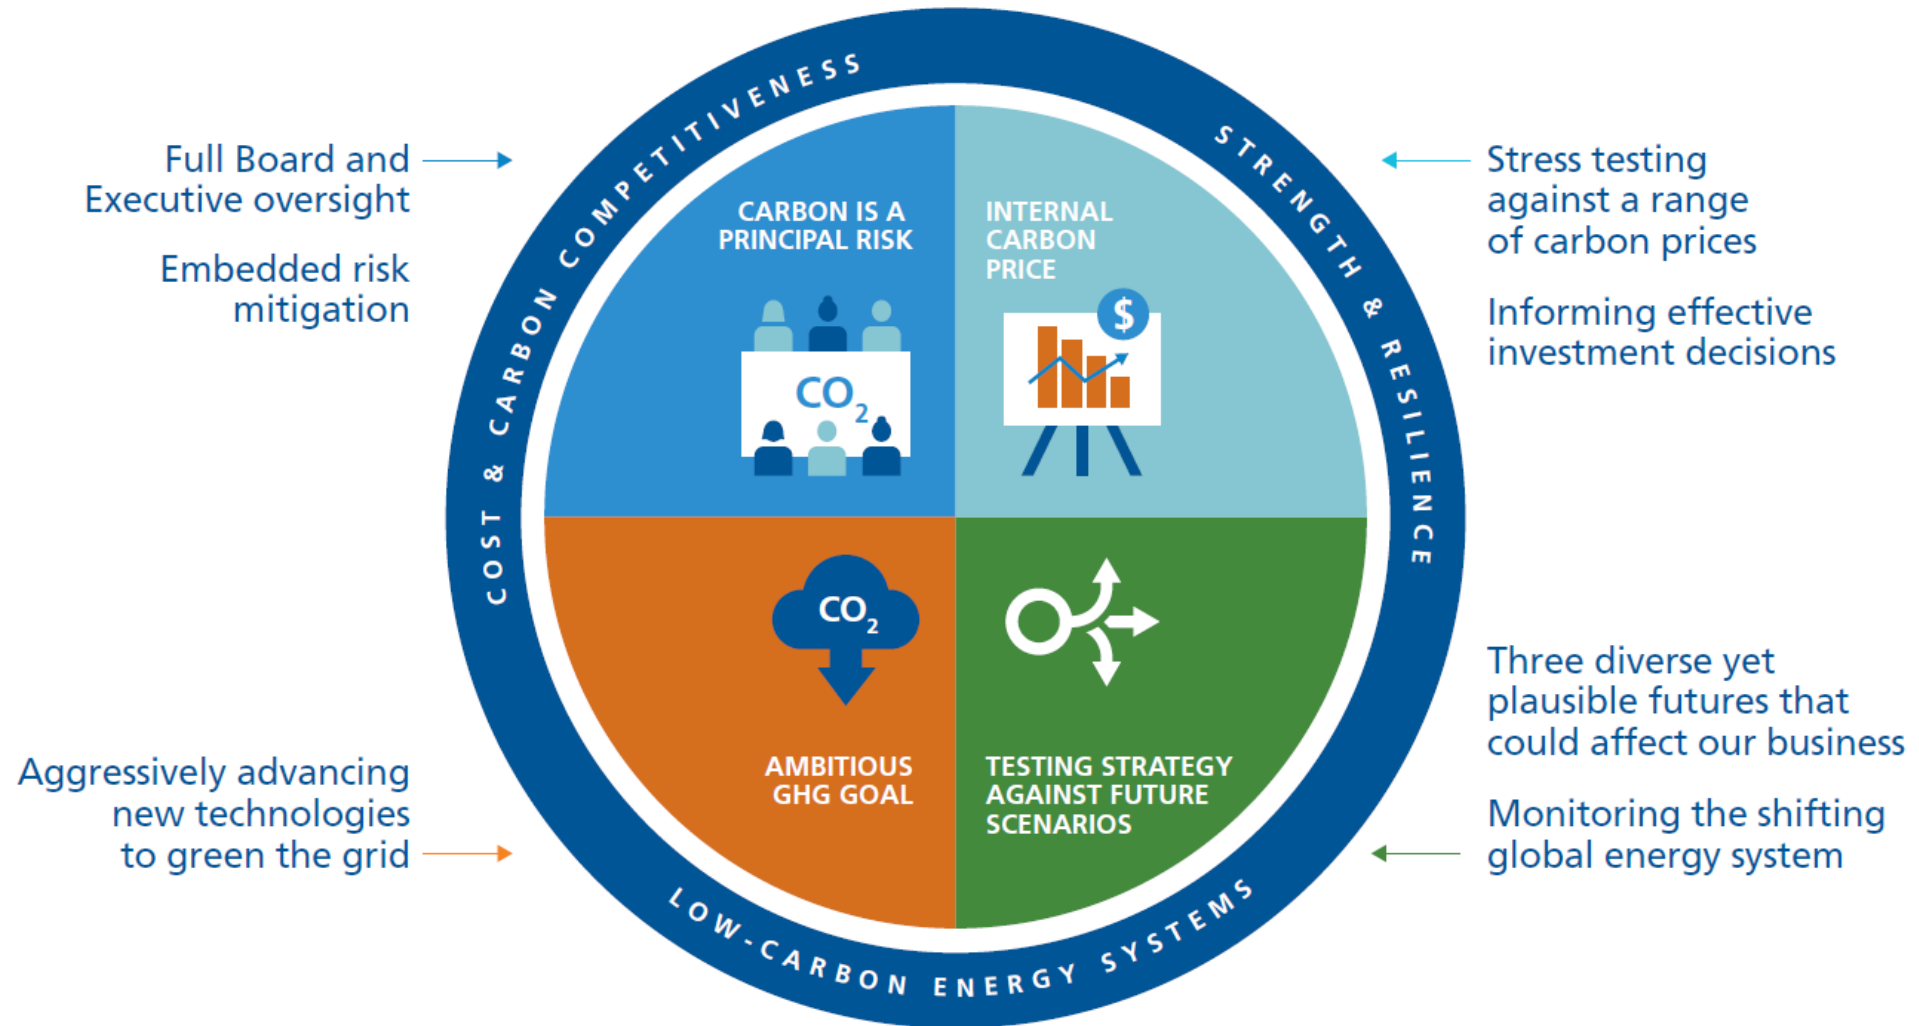 COST & CARBON COMPETITIVENESS
STRENGTH & RESILIENCE
LOW-CARBON ENERGY SYSTEMS
Full Board and
Executive oversight
Embedded risk
mitigation
CARBON IS A
PRINCIPAL RISK
CO₂
INTERNAL
CARBON
PRICE
$
Stress testing
against a range
of carbon prices
Informing effective
investment decisions
Aggressively advancing
new technologies
to green the grid
CO₂
AMBITIOUS
GHG GOAL
TESTING STRATEGY
AGAINST FUTURE
SCENARIOS
Three diverse yet
plausible futures that
could affect our business
Monitoring the shifting
global energy system